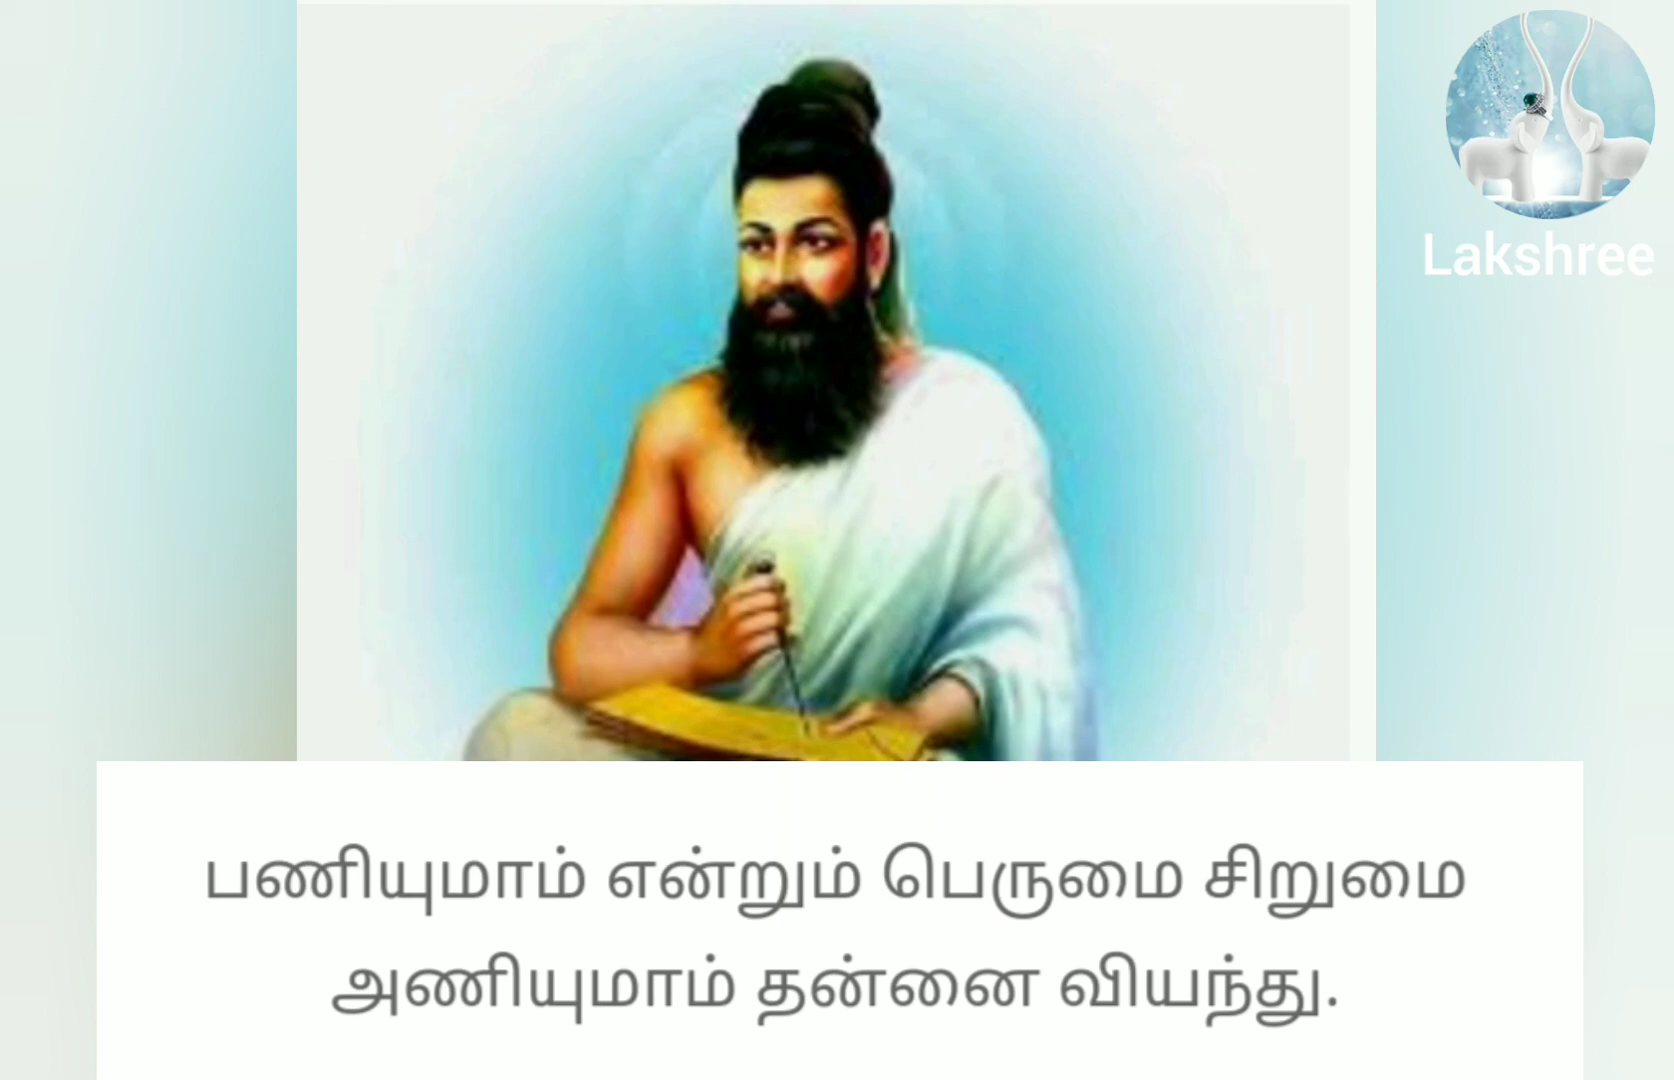 Lakshree
பணியுமாம் என்றும் பெருமை சிறுமை
அணியுமாம் தன்னை வியந்து.